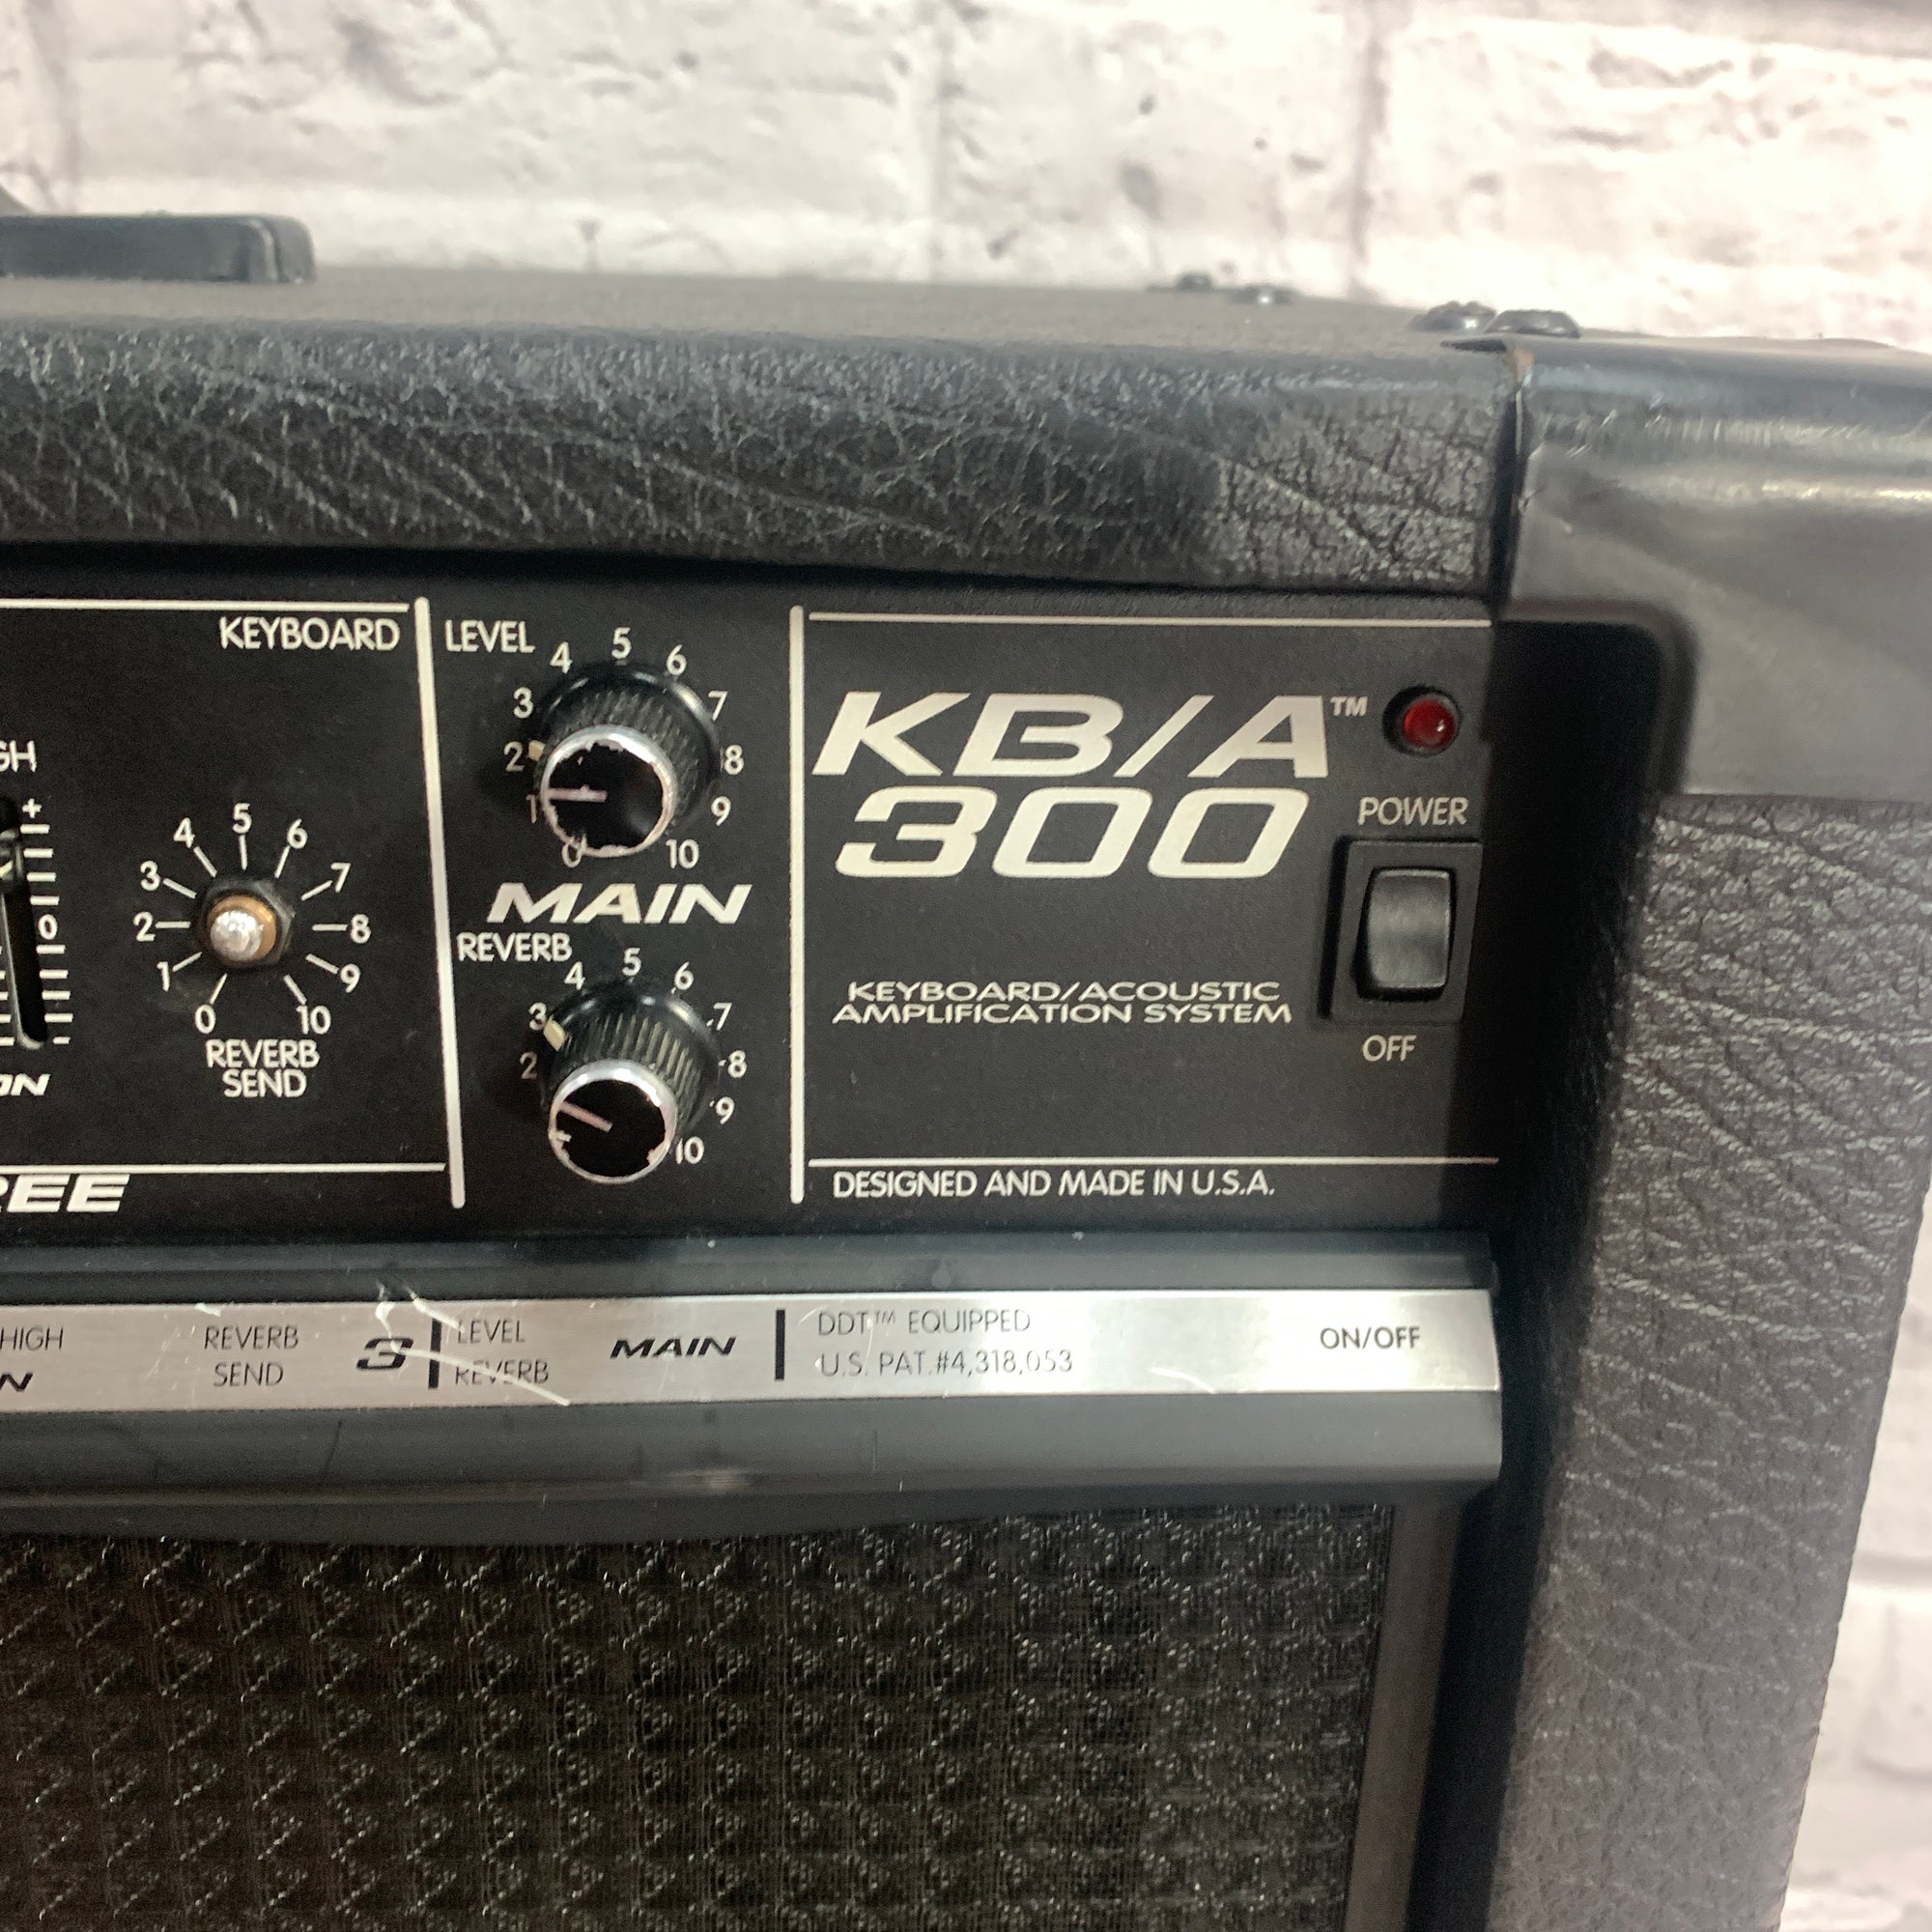 KEYBOARD
+
0
0 1 2 3 4 5 6 7 8 9 10
REVERB
SEND
LEVEL
0 1 2 3 4 5 6 7 8 9 10
MAIN
REVERB
2 3 4 5 6 7 8 9 10
KB/A™
300
KEYBOARD/ACOUSTIC
AMPLIFICATION SYSTEM
POWER
OFF
DESIGNED AND MADE IN U.S.A.
HIGH
REVERB
SEND
3
LEVEL
REVERB
MAIN
DDT™ EQUIPPED
U.S. PAT.#4,318,053
ON/OFF